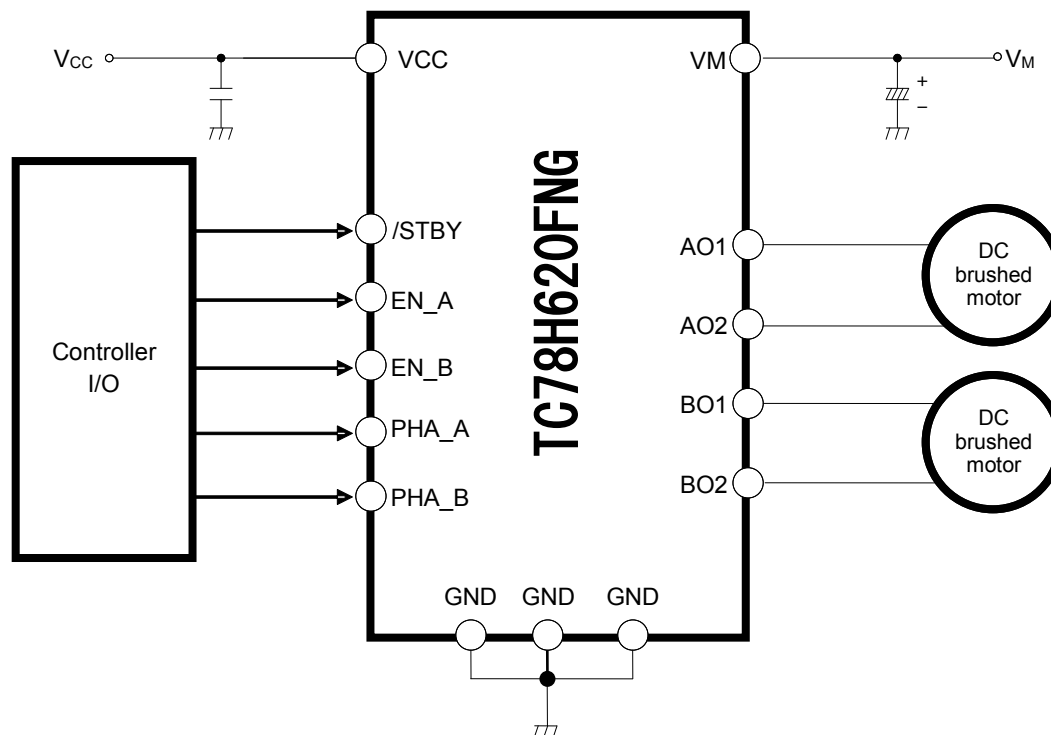 VCC
VCC
VM
VM
+
−
TC78H620FNG
Controller
I/O
/STBY
EN_A
EN_B
PHA_A
PHA_B
AO1
AO2
BO1
BO2
DC
brushed
motor
DC
brushed
motor
GND GND GND